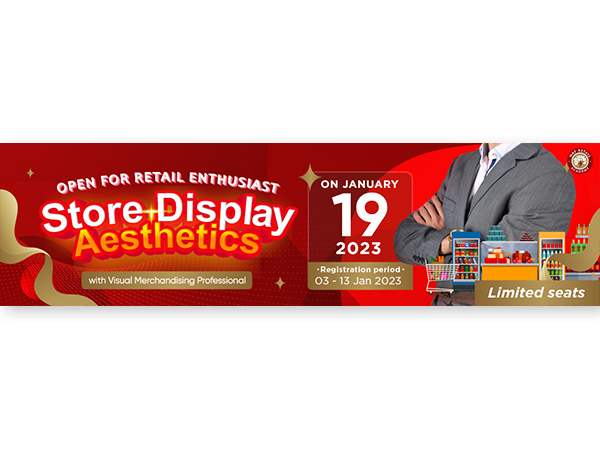 OPEN FOR RETAIL ENTHUSIAST
Store Display
Aesthetics
with Visual Merchandising Professional
ON JANUARY
19
2023
• Registration period •
03 - 13 Jan 2023
Limited seats